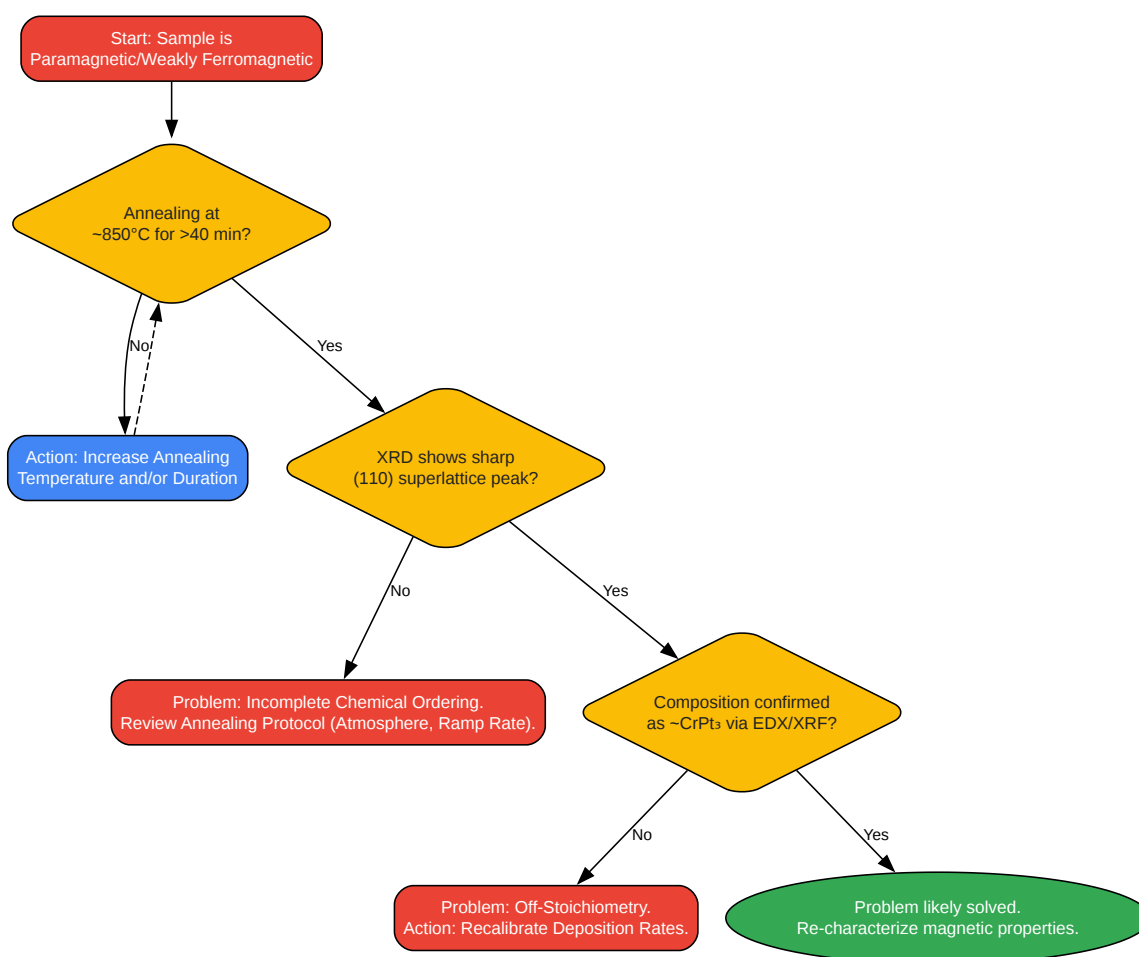 Start: Sample is
Paramagnetic/Weakly Ferromagnetic
Annealing at
~850°C for >40 min?
No
Yes
Action: Increase Annealing
Temperature and/or Duration
XRD shows sharp
(110) superlattice peak?
No
Yes
Problem: Incomplete Chemical Ordering.
Review Annealing Protocol (Atmosphere, Ramp Rate).
Composition confirmed
as ~CrPt₃ via EDX/XRF?
No
Yes
Problem: Off-Stoichiometry.
Action: Recalibrate Deposition Rates.
Problem likely solved.
Re-characterize magnetic properties.